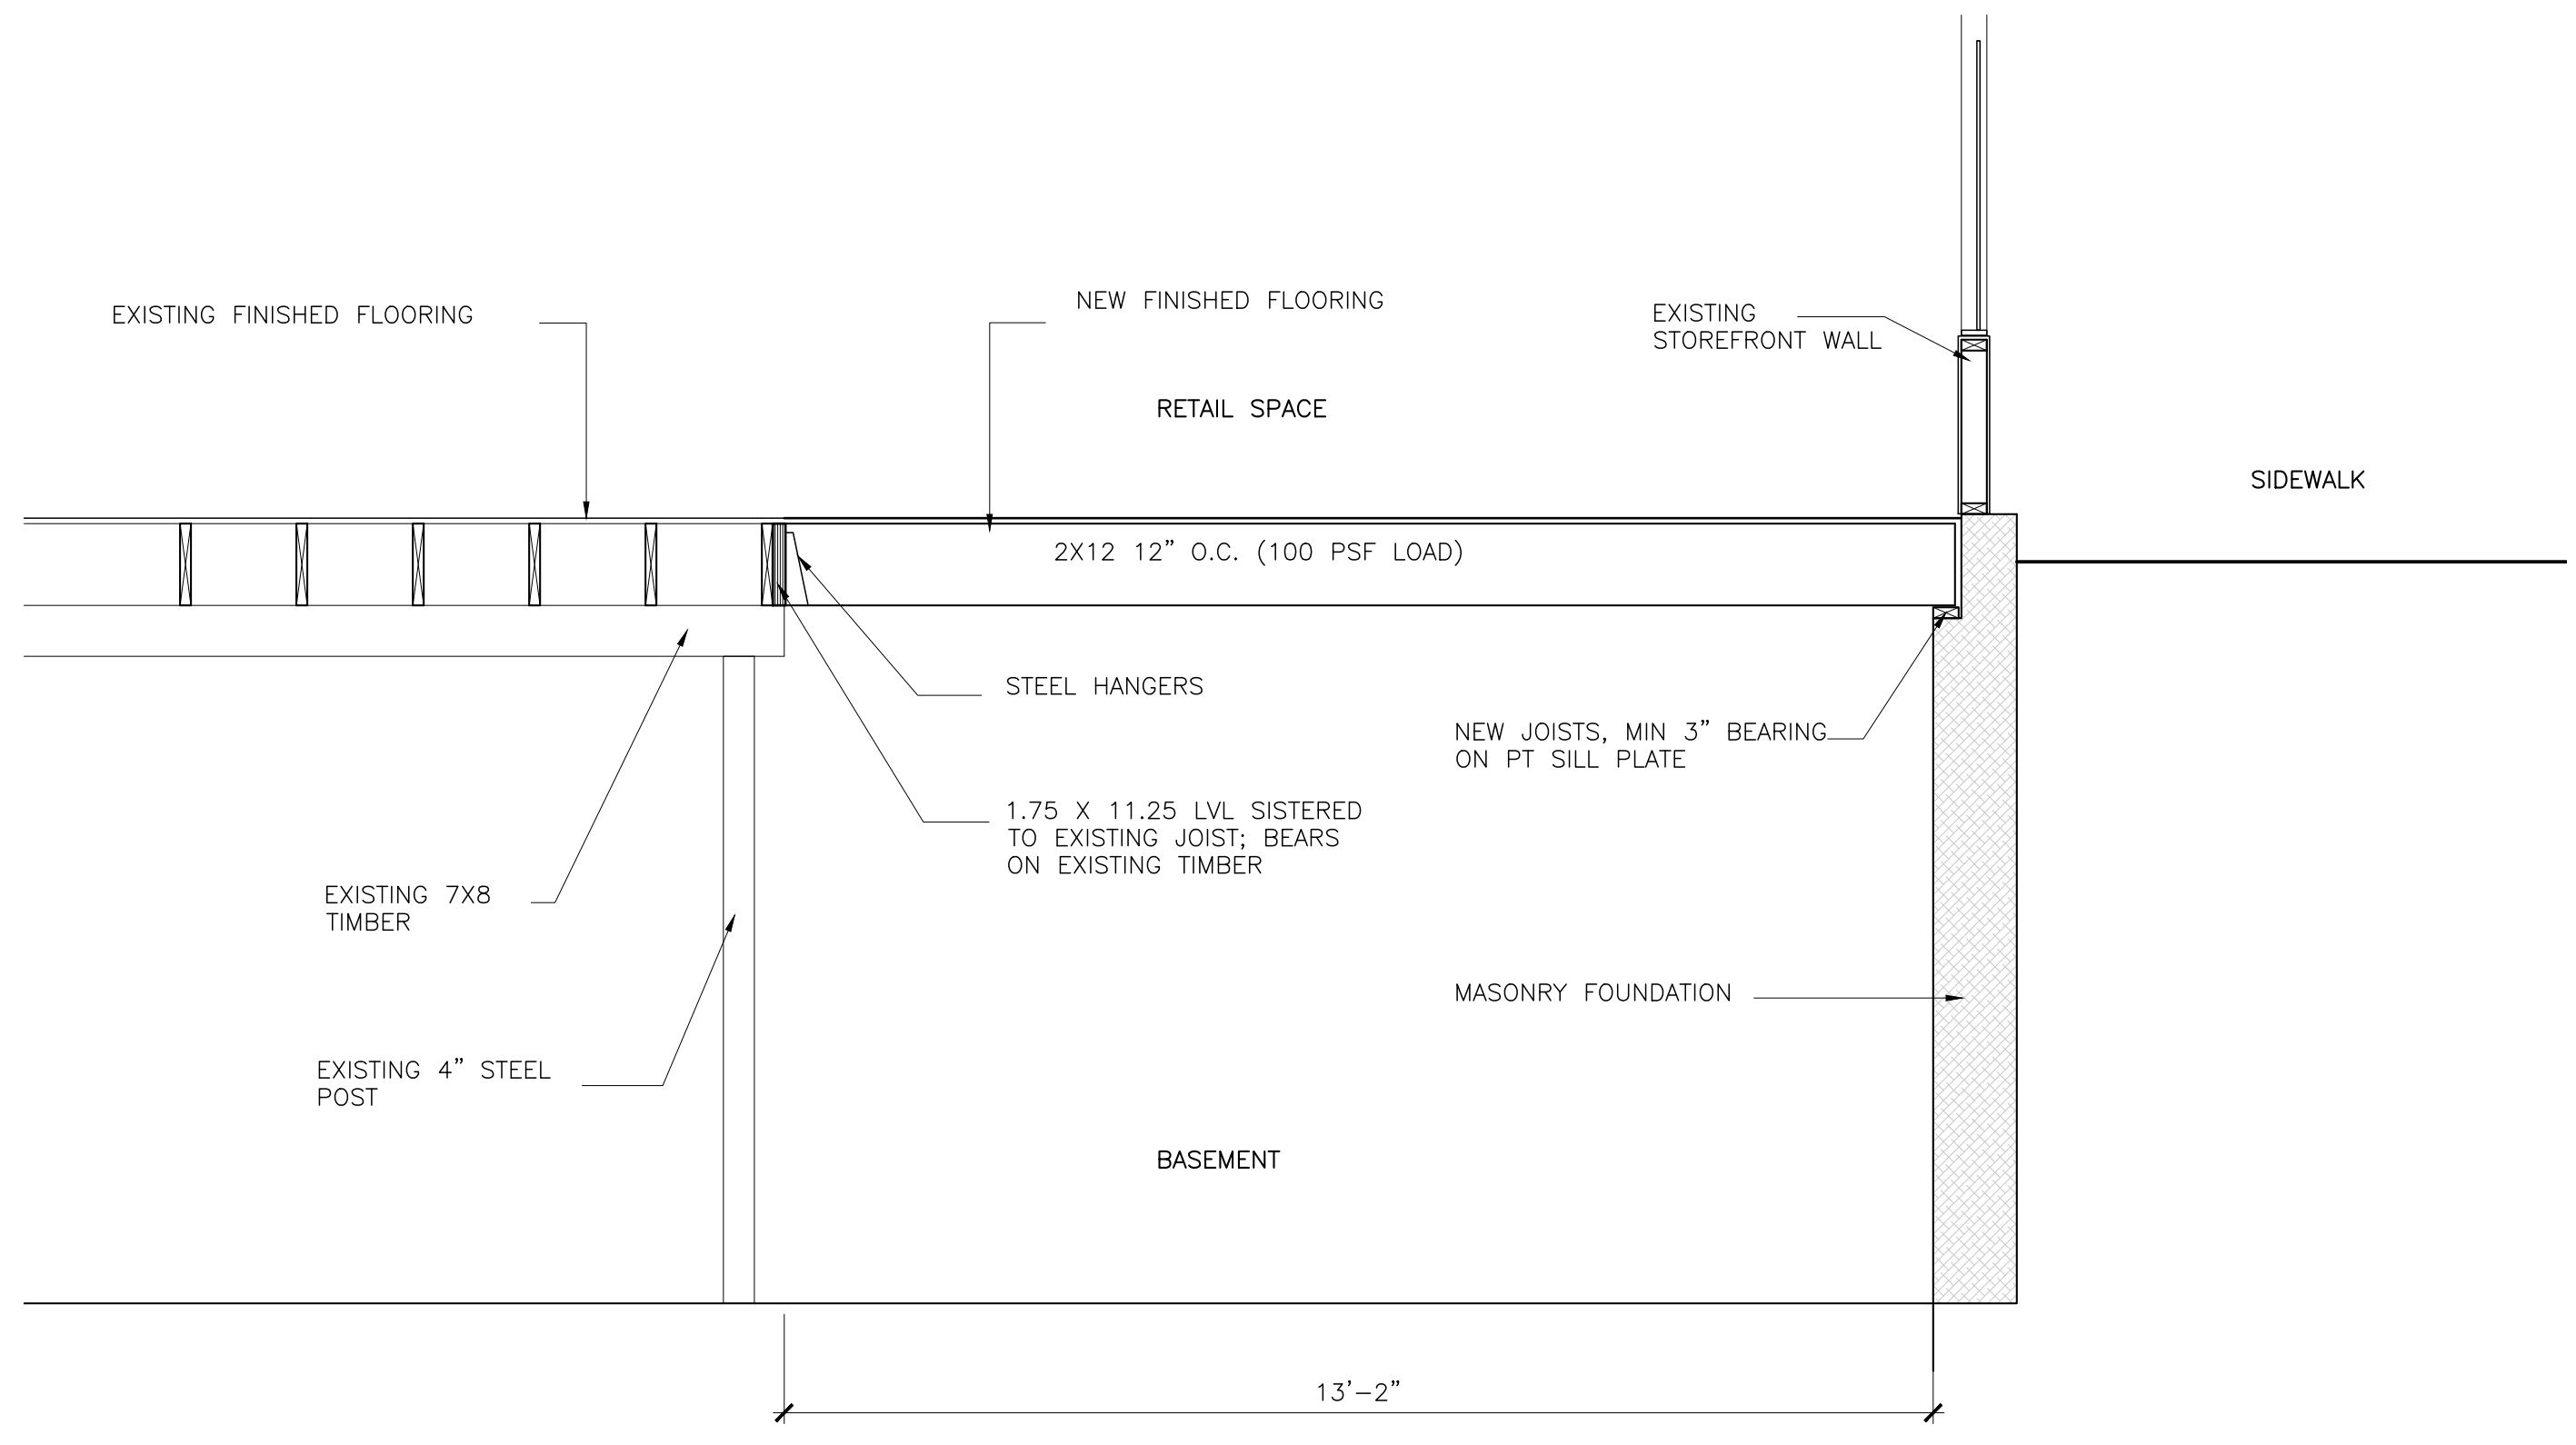 EXISTING FINISHED FLOORING
NEW FINISHED FLOORING
EXISTING
STOREFRONT WALL
RETAIL SPACE
SIDEWALK
2X12 12” O.C. (100 PSF LOAD)
STEEL HANGERS
NEW JOISTS, MIN 3” BEARING
ON PT SILL PLATE
1.75 X 11.25 LVL SISTERED
TO EXISTING JOIST; BEARS
ON EXISTING TIMBER
EXISTING 7X8
TIMBER
MASONRY FOUNDATION
EXISTING 4” STEEL
POST
BASEMENT
13’-2”